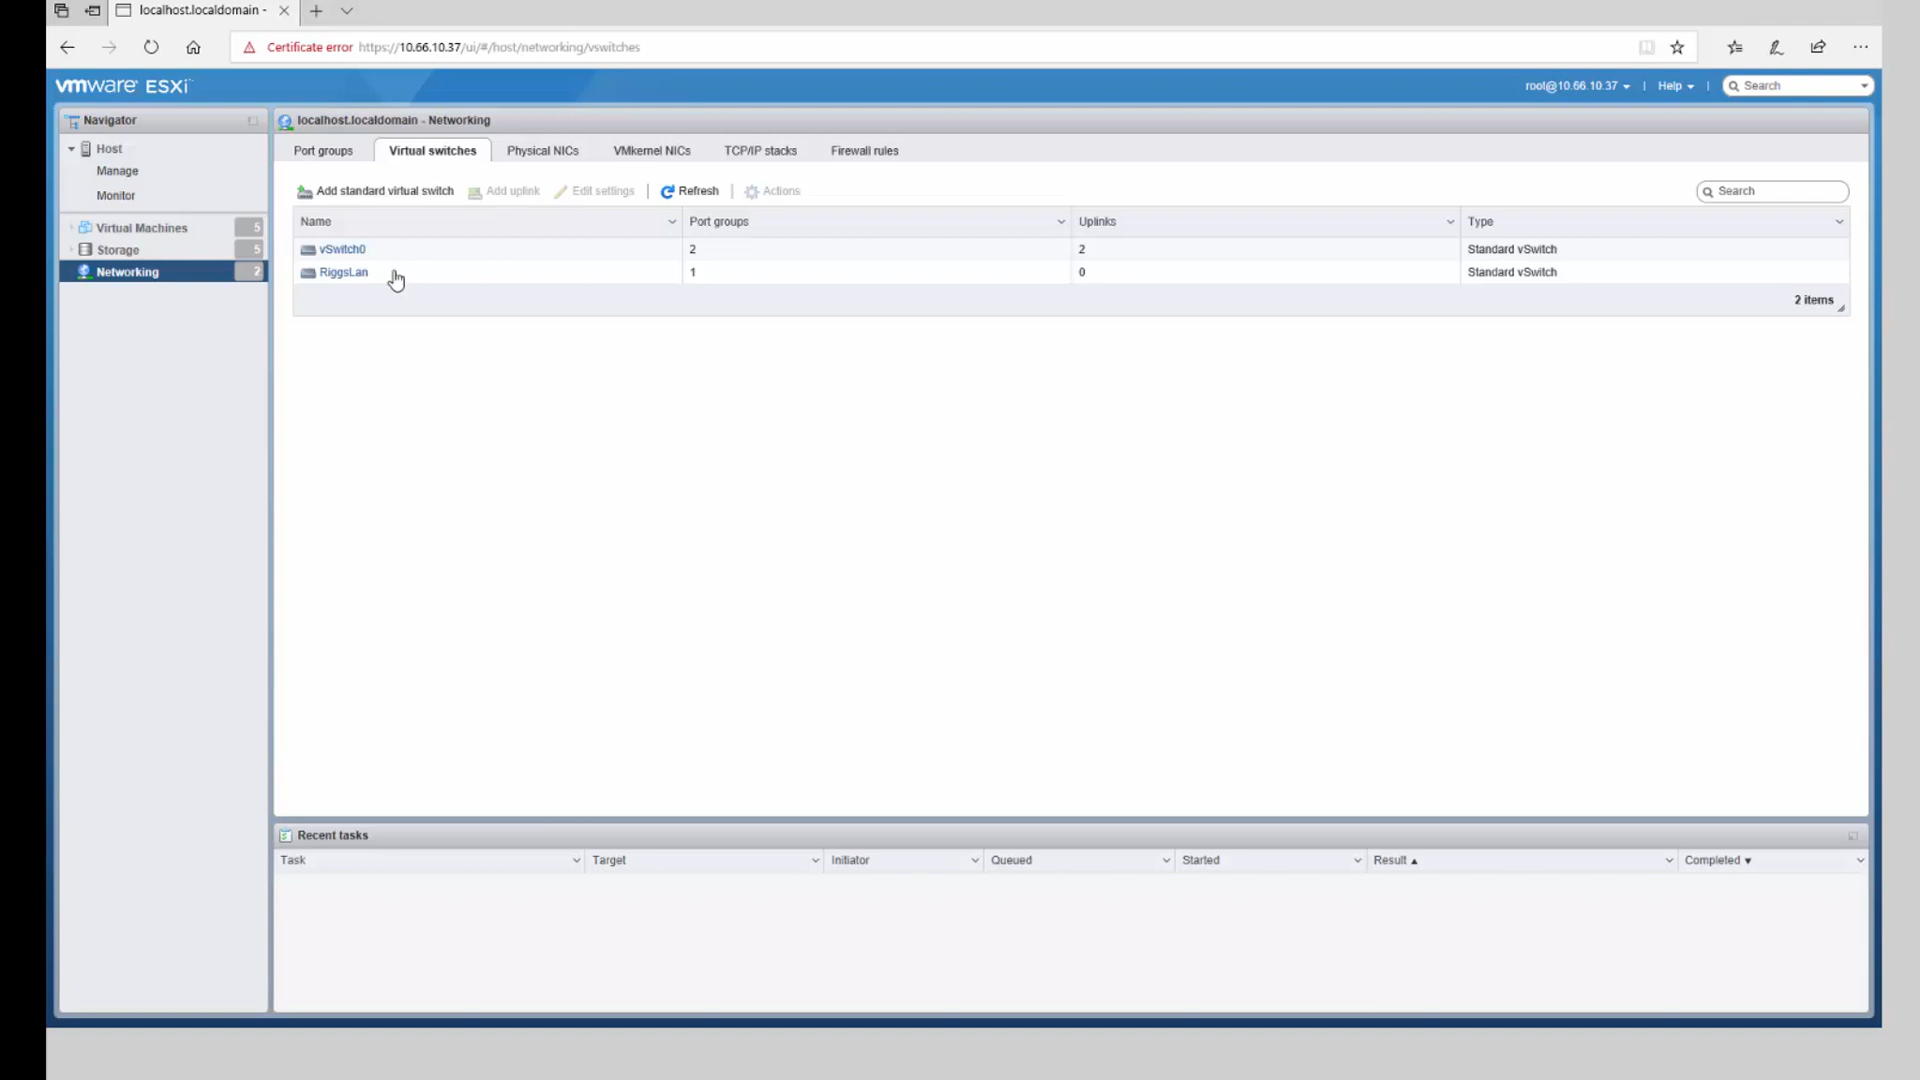 localhost.localdomain -
Certificate error https://10.66.10.37/ui/#/host/networking/vswitches
vmware ESXi
root@10.66.10.37
Help
Search
Navigator
Host
Manage
Monitor
Virtual Machines 5
Storage 5
Networking 2
localhost.localdomain - Networking
Port groups Virtual switches Physical NICs VMkernel NICs TCP/IP stacks Firewall rules
Add standard virtual switch Add uplink Edit settings Refresh Actions Search
Name Port groups Uplinks Type
vSwitch0 2 2 Standard vSwitch
RiggsLan 1 0 Standard vSwitch
2 items
Recent tasks
Task Target Initiator Queued Started Result Completed